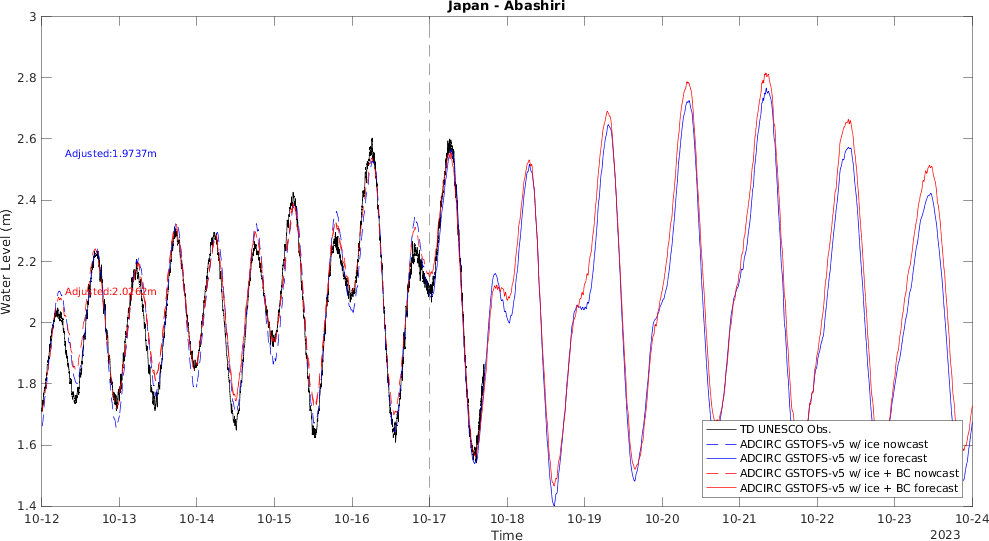 Japan - Abashiri
3
2.8
2.6
2.4
2.2
2
1.8
1.6
1.4
Water Level (m)
Adjusted:1.9737m
Adjusted:2.0262m
TD UNESCO Obs.
ADCIRC GSTOFS-v5 w/ ice nowcast
ADCIRC GSTOFS-v5 w/ ice forecast
ADCIRC GSTOFS-v5 w/ ice + BC nowcast
ADCIRC GSTOFS-v5 w/ ice + BC forecast
10-12 10-13 10-14 10-15 10-16 10-17 10-18 10-19 10-20 10-21 10-22 10-23 10-24
Time
2023